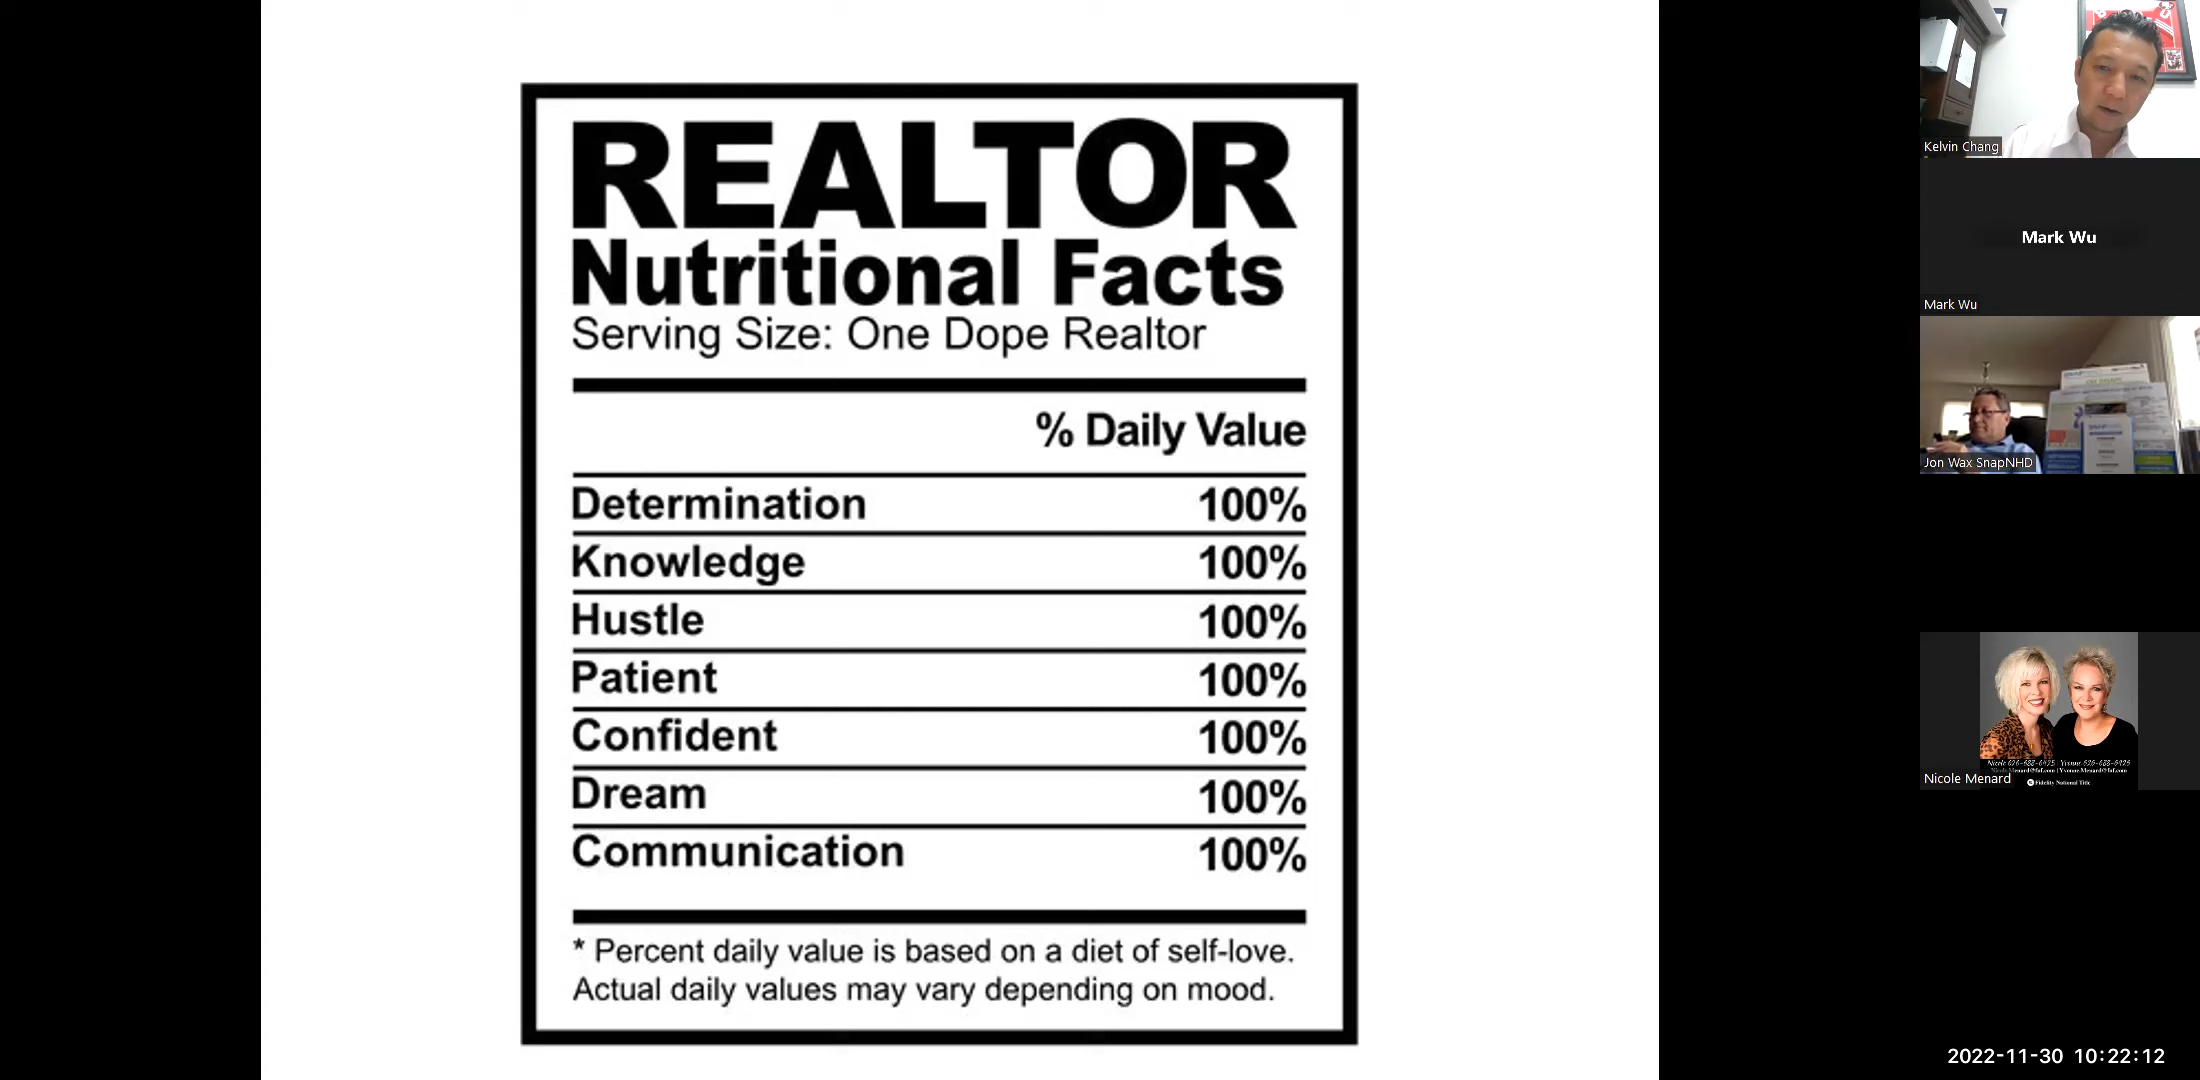 REALTOR
Nutritional Facts
Serving Size: One Dope Realtor
% Daily Value
Determination 100%
Knowledge 100%
Hustle 100%
Patient 100%
Confident 100%
Dream 100%
Communication 100%
* Percent daily value is based on a diet of self-love.
Actual daily values may vary depending on mood.
Kelvin Chang
Mark Wu
Mark Wu
Jon Wax SnapNHD
Nicole Menard
Fidelity National Title
2022-11-30 10:22:12